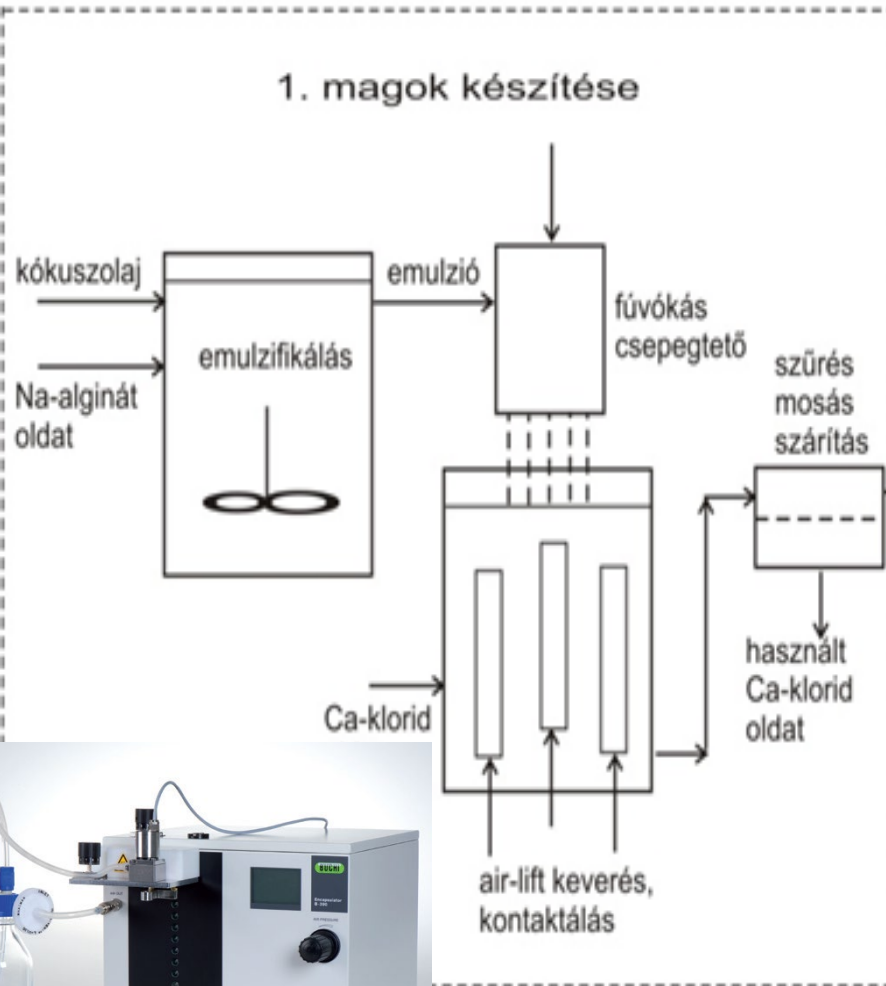 1. magok készítése
kókuszolaj
Na-alginát
oldat
emulzifikálás
emulzió
fúvókás
csepegtető
szűrés
mosás
szárítás
használt
Ca-klorid
oldat
Ca-klorid
air-lift keverés,
kontaktálás
BUCHI
Encapsulator